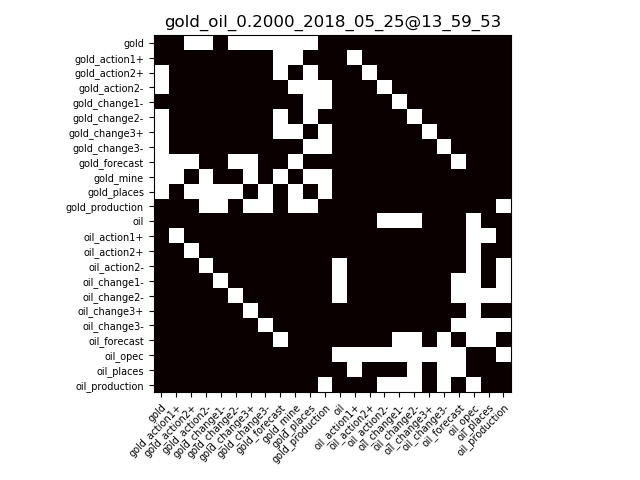 gold_oil_0.2000_2018_05_25@13_59_53
gold
gold_action1+
gold_action2+
gold_action2-
gold_change1-
gold_change2-
gold_change3+
gold_change3-
gold_forecast
gold_mine
gold_places
gold_production
oil
oil_action1+
oil_action2+
oil_action2-
oil_change1-
oil_change2-
oil_change3+
oil_change3-
oil_forecast
oil_opec
oil_places
oil_production
gold
gold_action1+
gold_action2+
gold_action2-
gold_change1-
gold_change2-
gold_change3+
gold_change3-
gold_forecast
gold_mine
gold_places
gold_production
oil
oil_action1+
oil_action2+
oil_action2-
oil_change1-
oil_change2-
oil_change3+
oil_change3-
oil_forecast
oil_opec
oil_places
oil_production